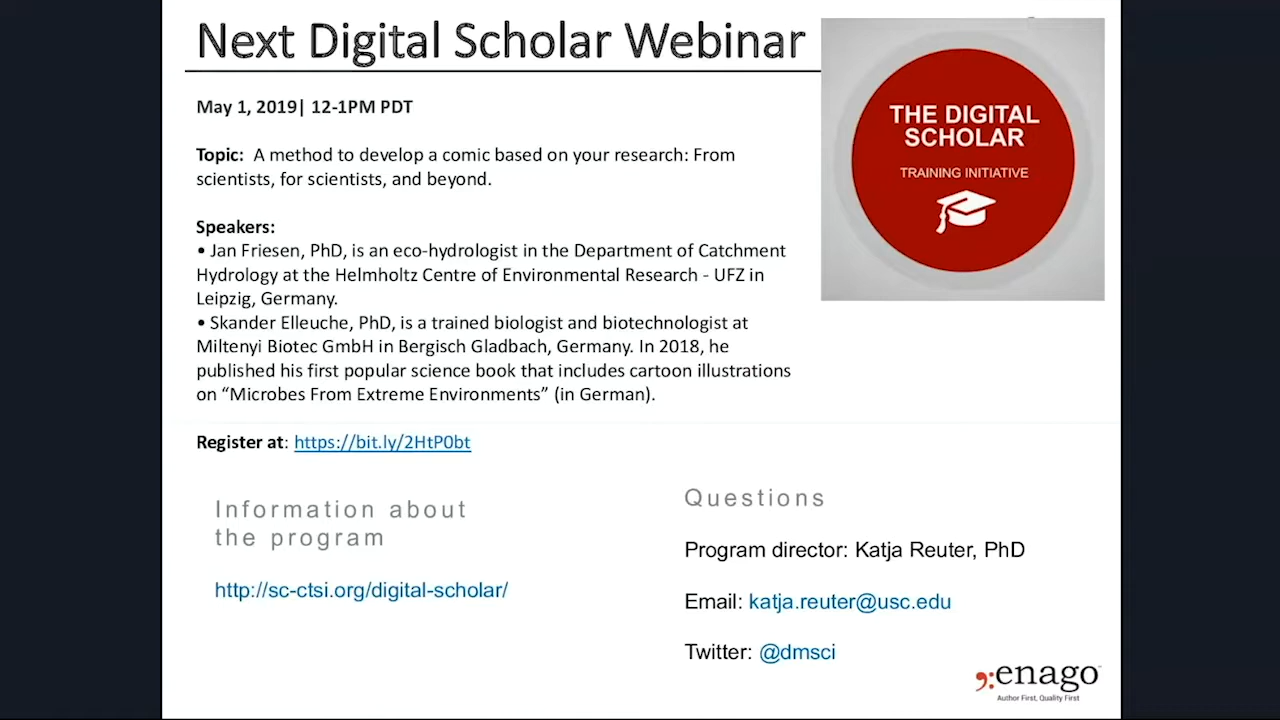 Next Digital Scholar Webinar
May 1, 2019| 12-1PM PDT
Topic: A method to develop a comic based on your research: From
scientists, for scientists, and beyond.
Speakers:
• Jan Friesen, PhD, is an eco-hydrologist in the Department of Catchment
Hydrology at the Helmholtz Centre of Environmental Research - UFZ in
Leipzig, Germany.
• Skander Elleuche, PhD, is a trained biologist and biotechnologist at
Miltenyi Biotec GmbH in Bergisch Gladbach, Germany. In 2018, he
published his first popular science book that includes cartoon illustrations
on “Microbes From Extreme Environments” (in German).
Register at: https://bit.ly/2HtP0bt
THE DIGITAL
SCHOLAR
TRAINING INITIATIVE
Information about
the program
http://sc-ctsi.org/digital-scholar/
Questions
Program director: Katja Reuter, PhD
Email: katja.reuter@usc.edu
Twitter: @dmsci
enago
Author First, Quality First